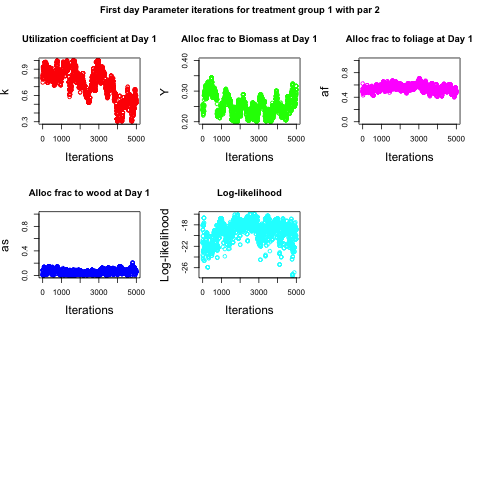 First day Parameter iterations for treatment group 1 with par 2
Utilization coefficient at Day 1
k
0.3 0.6 0.9
0 1000 3000 5000
Iterations
Alloc frac to Biomass at Day 1
Y
0.20 0.30 0.40
0 1000 3000 5000
Iterations
Alloc frac to foliage at Day 1
af
0.0 0.4 0.8
0 1000 3000 5000
Iterations
Alloc frac to wood at Day 1
as
0.0 0.4 0.8
0 1000 3000 5000
Iterations
Log-likelihood
Log-likelihood
-26 -22 -18
0 1000 3000 5000
Iterations